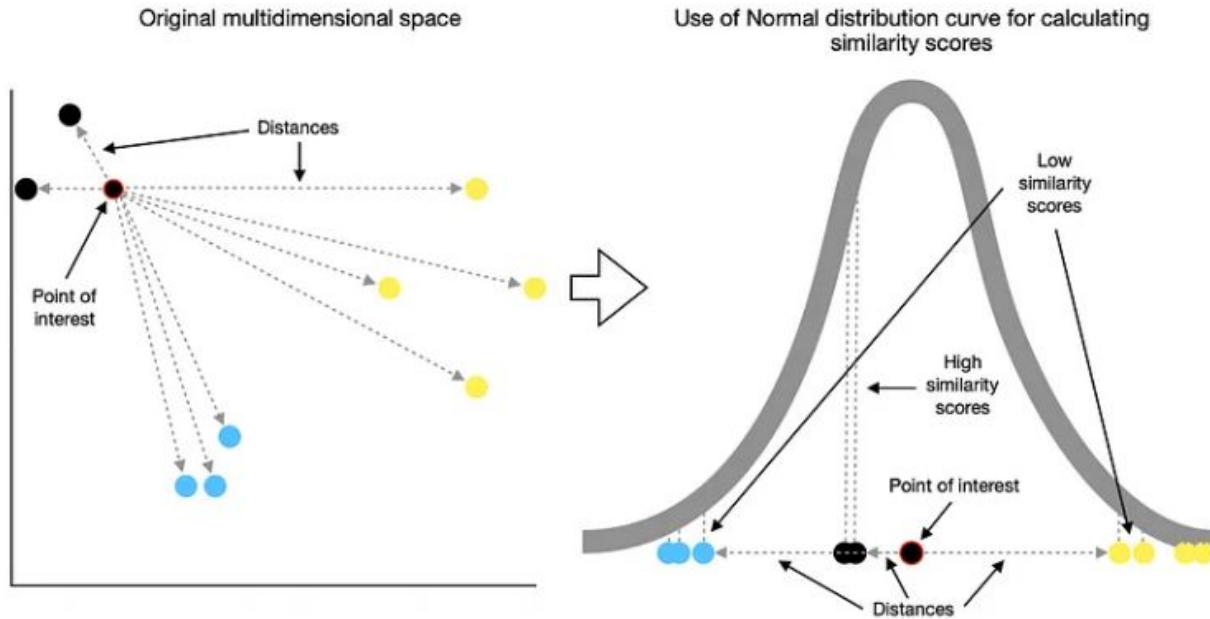 Original multidimensional space
Use of Normal distribution curve for calculating
similarity scores
Distances
Point of
interest
Low
similarity
scores
High
similarity
scores
Point of interest
Distances